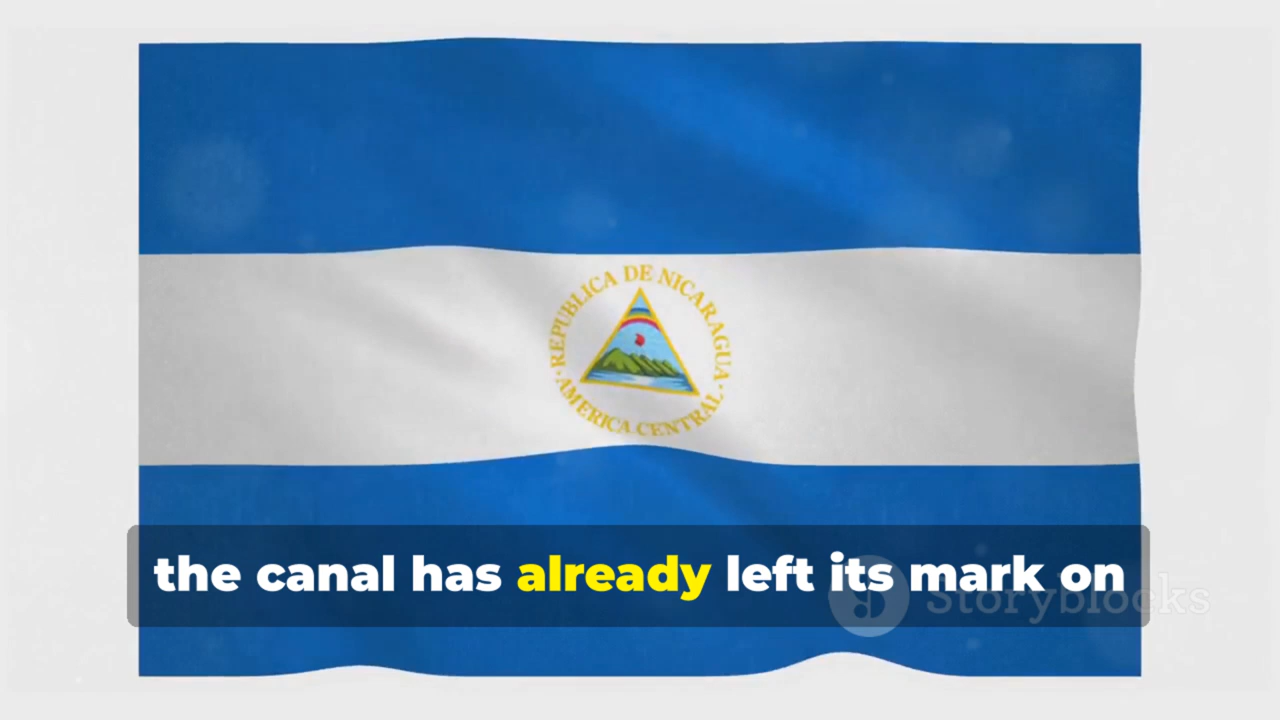 REPUBLICA DE NICARAGUA
· AMERICA CENTRAL ·
the canal has already left its mark on
Storyblocks